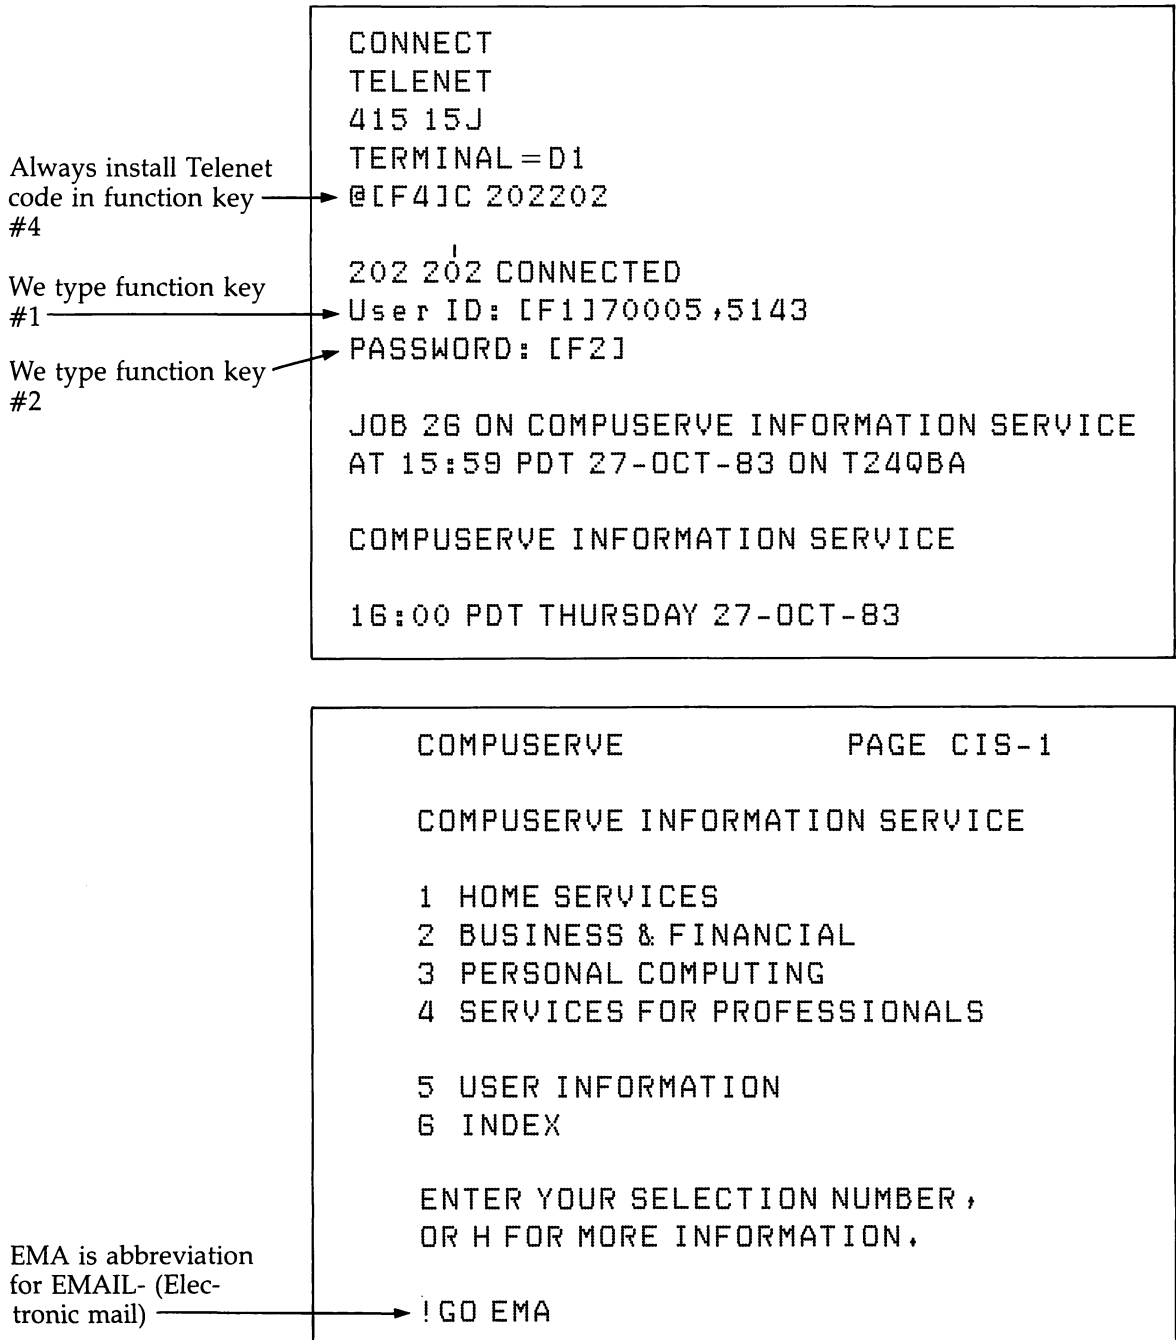 CONNECT
TELENET
415 15J
TERMINAL=D1
Always install Telenet
code in function key
#4
@[F4]C 202202
202 202 CONNECTED
We type function key
#1
User ID: [F1]70005,5143
PASSWORD: [F2]
We type function key
#2
JOB 26 ON COMPUSERVE INFORMATION SERVICE
AT 15:59 PDT 27-OCT-83 ON T24QBA
COMPUSERVE INFORMATION SERVICE
16:00 PDT THURSDAY 27-OCT-83
COMPUSERVE PAGE CIS-1
COMPUSERVE INFORMATION SERVICE
1 HOME SERVICES
2 BUSINESS & FINANCIAL
3 PERSONAL COMPUTING
4 SERVICES FOR PROFESSIONALS
5 USER INFORMATION
6 INDEX
ENTER YOUR SELECTION NUMBER,
OR H FOR MORE INFORMATION.
EMA is abbreviation
for EMAIL- (Elec-
tronic mail)
!GO EMA